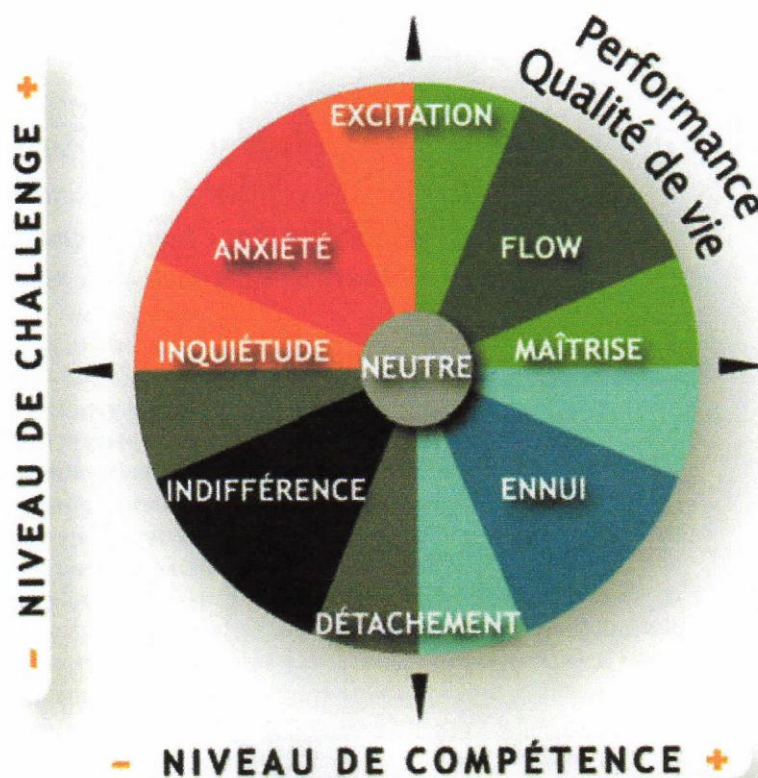 Performance
Qualité de vie
+ NIVEAU DE CHALLENGE -
EXCITATION
ANXIÉTÉ
FLOW
INQUIÉTUDE
NEUTRE
MAÎTRISE
INDIFFÉRENCE
ENNUI
DÉTACHEMENT
- NIVEAU DE COMPÉTENCE +